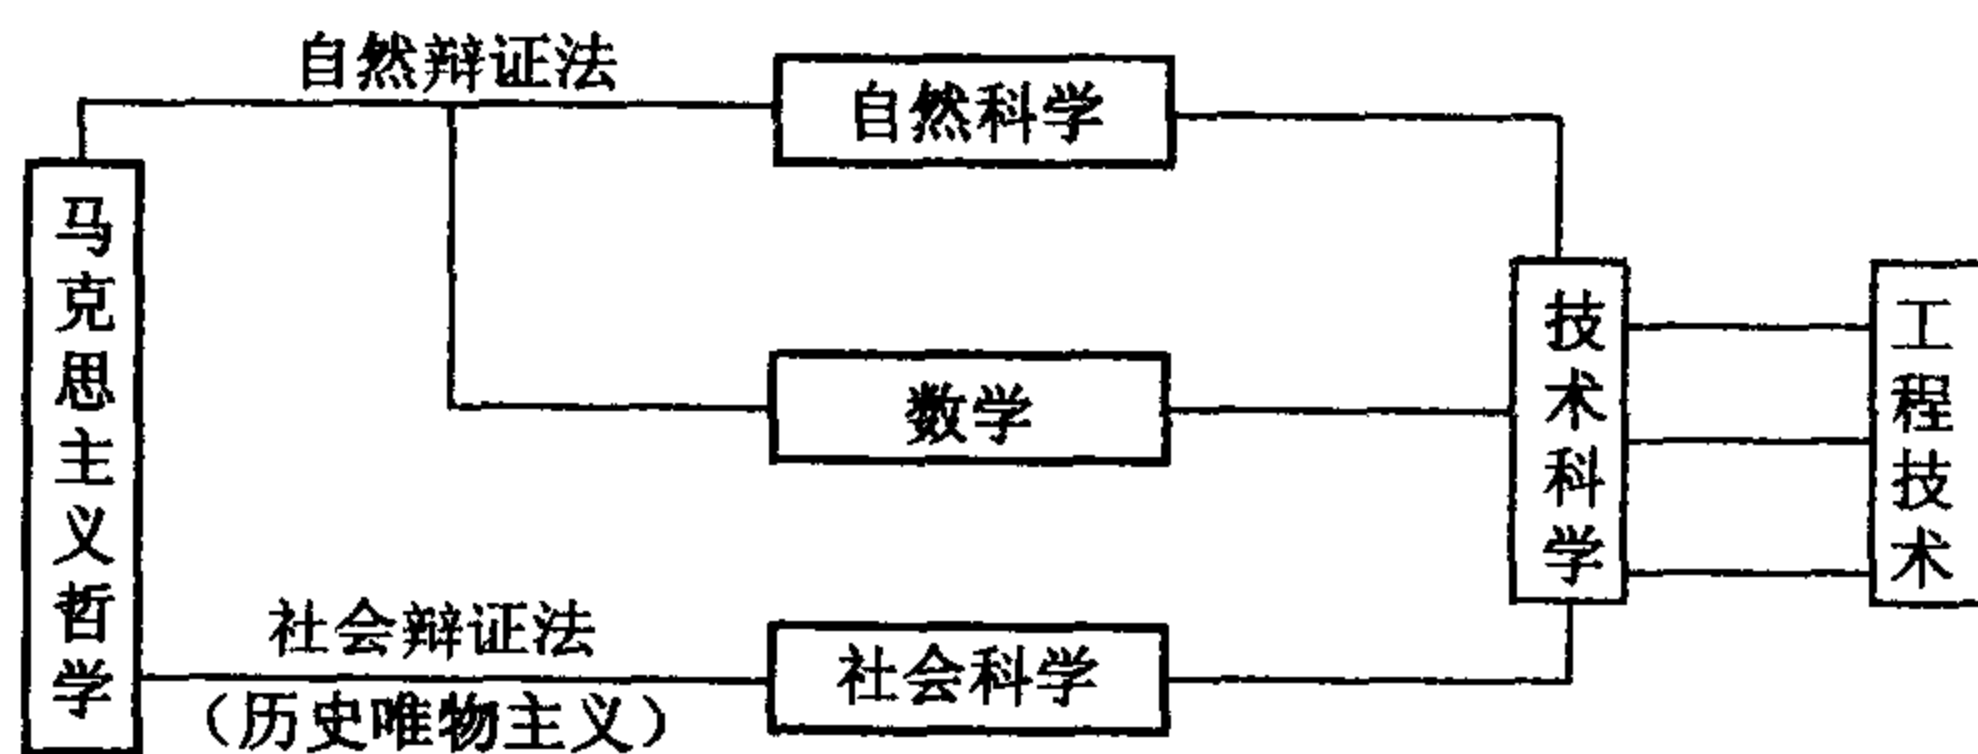 自然辩证法
自然科学
马克思主义哲学
数学
技术科学
工程技术
社会辩证法
社会科学
（历史唯物主义）